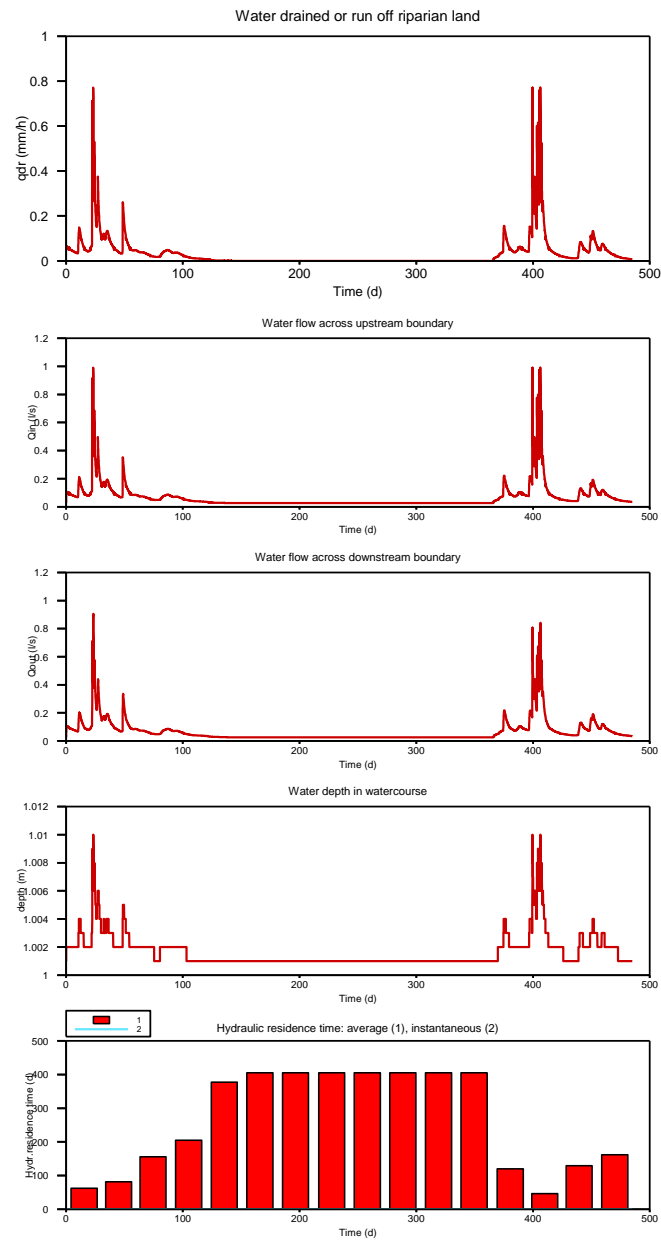 Water drained or run off riparian land
1
0.8
0.6
0.4
0.2
0
qdr (mm/h)
0 100 200 300 400 500
Time (d)
Water flow across upstream boundary
1.2
1
0.8
0.6
0.4
0.2
0
Qin (l/s)
0 100 200 300 400 500
Time (d)
Water flow across downstream boundary
1.2
1
0.8
0.6
0.4
0.2
0
Qout (l/s)
0 100 200 300 400 500
Time (d)
Water depth in watercourse
1.012
1.01
1.008
1.006
1.004
1.002
1
depth (m)
0 100 200 300 400 500
Time (d)
1
2
Hydraulic residence time: average (1), instantaneous (2)
500
400
300
200
100
0
Hydr.residence time (d)
0 100 200 300 400 500
Time (d)